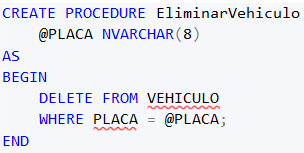 CREATE PROCEDURE EliminarVehiculo
    @PLACA NVARCHAR(8)
AS
BEGIN
    DELETE FROM VEHICULO
    WHERE PLACA = @PLACA;
END